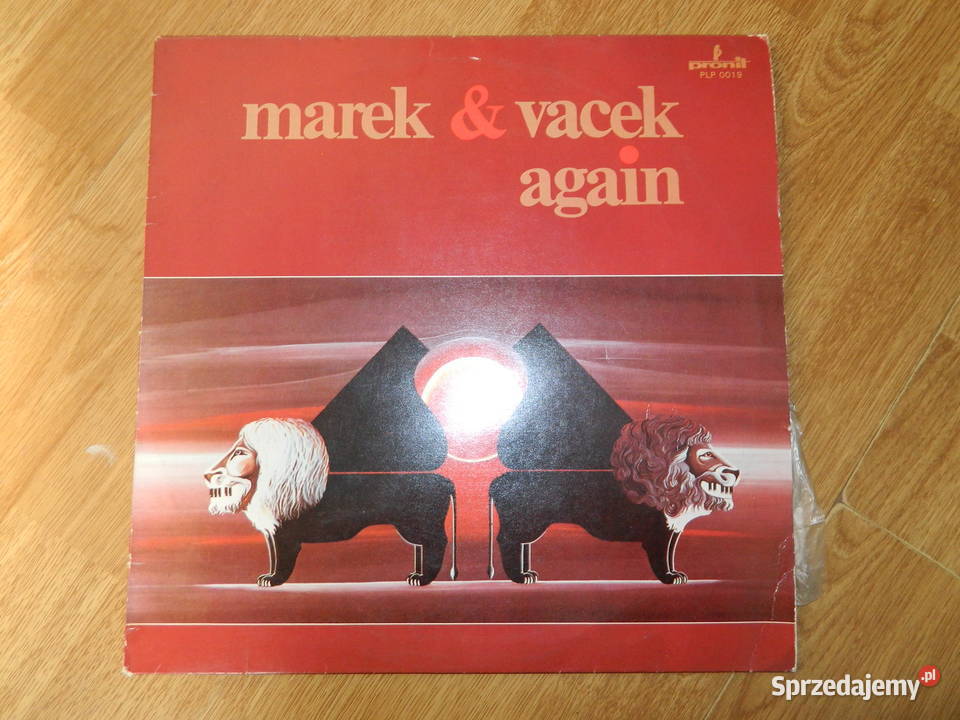 pronit
PLP 0019
marek & vacek
again
Sprzedajemy.pl